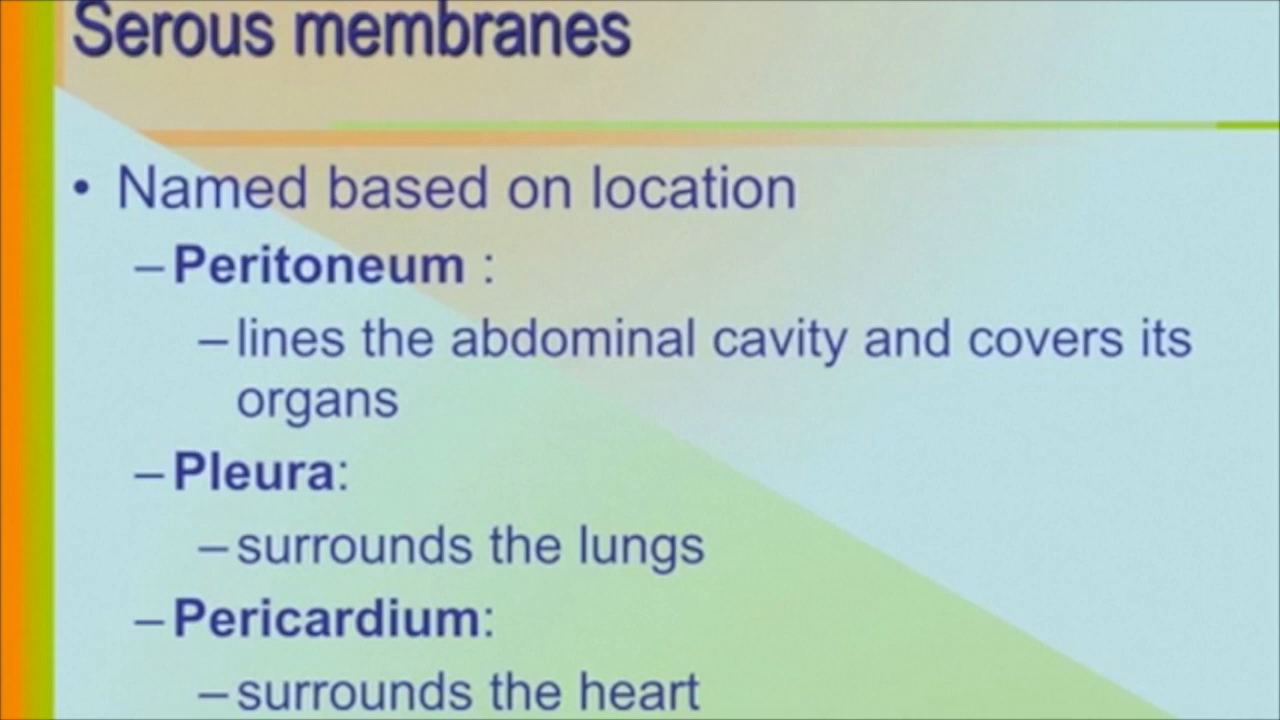 Serous membranes
• Named based on location
– Peritoneum :
– lines the abdominal cavity and covers its
organs
– Pleura:
– surrounds the lungs
– Pericardium:
– surrounds the heart